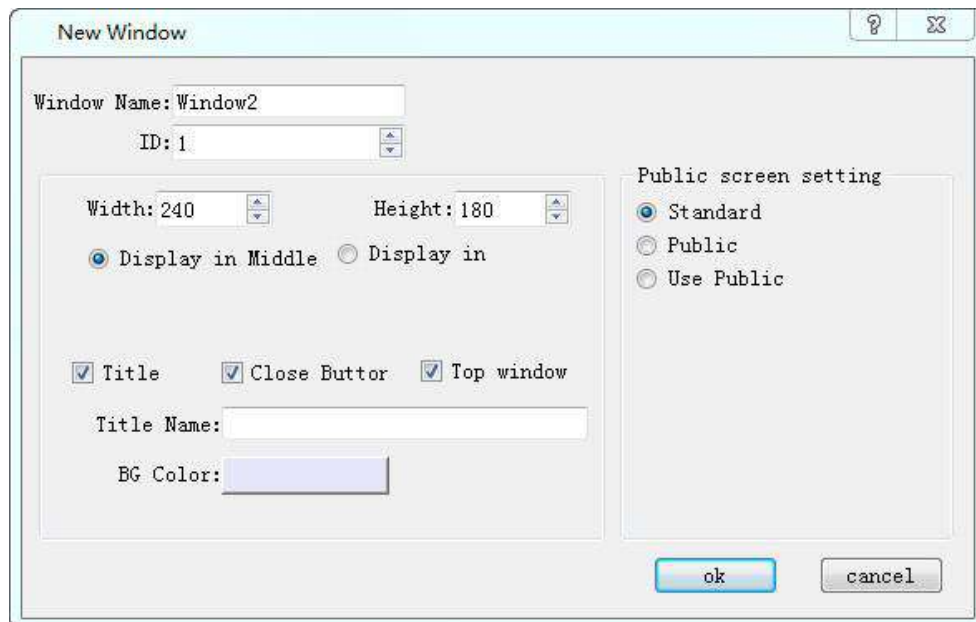 New Window
Window Name: Window2
ID: 1
Public screen setting
Width: 240 Height: 180
Standard
Display in Middle Display in
Public
Use Public
Title Close Buttor Top window
Title Name:
BG Color:
ok cancel